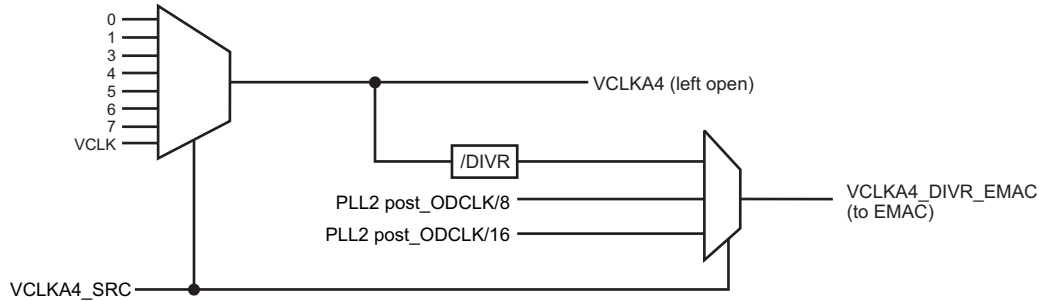 0
1
3
4
5
6
7
VCLK
VCLKA4 (left open)
/DIVR
PLL2 post_ODCLK/8
PLL2 post_ODCLK/16
VCLKA4_DIVR_EMAC
(to EMAC)
VCLKA4_SRC